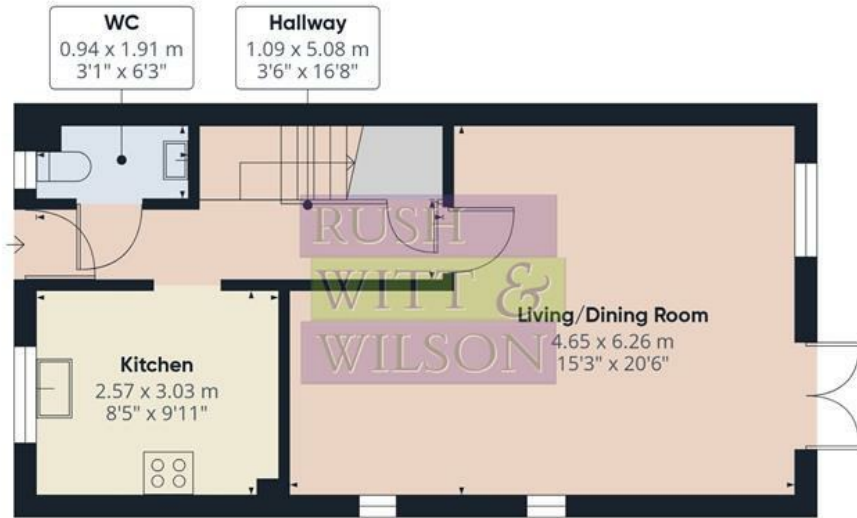 WC
0.94 x 1.91 m
3'1" x 6'3"
Hallway
1.09 x 5.08 m
3'6" x 16'8"
RUSH
WITT &
WILSON
Living/Dining Room
4.65 x 6.26 m
15'3" x 20'6"
Kitchen
2.57 x 3.03 m
8'5" x 9'11"